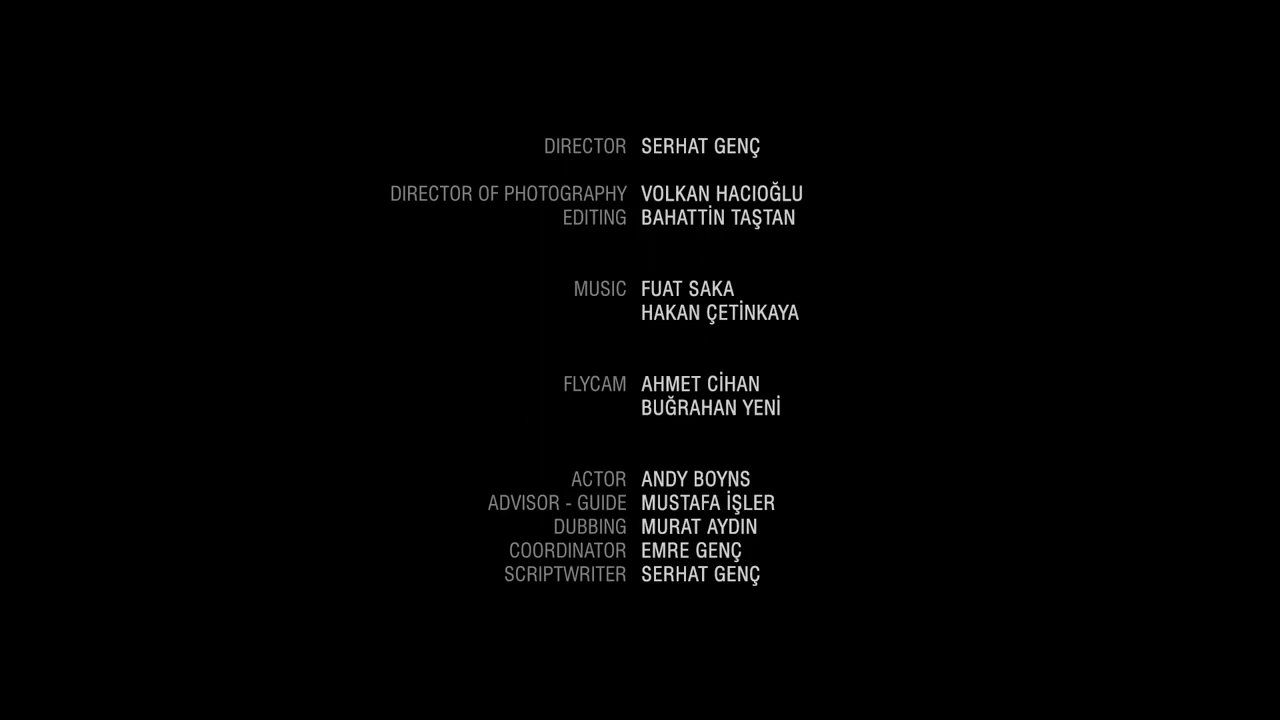 DIRECTOR SERHAT GENÇ
DIRECTOR OF PHOTOGRAPHY VOLKAN HACIOĞLU
EDITING BAHATTİN TAŞTAN
MUSIC FUAT SAKA
HAKAN ÇETİNKAYA
FLYCAM AHMET CİHAN
BUĞRAHAN YENİ
ACTOR ANDY BOYNS
ADVISOR - GUIDE MUSTAFA İŞLER
DUBBING MURAT AYDIN
COORDINATOR EMRE GENÇ
SCRIPTWRITER SERHAT GENÇ